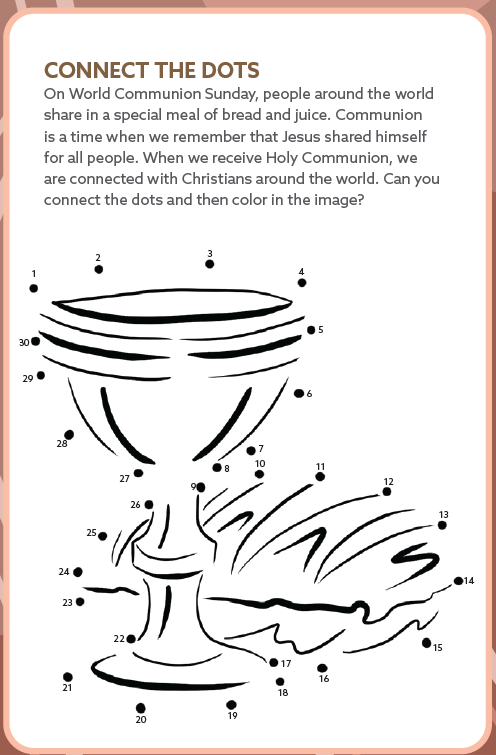 CONNECT THE DOTS
On World Communion Sunday, people around the world
share in a special meal of bread and juice. Communion
is a time when we remember that Jesus shared himself
for all people. When we receive Holy Communion, we
are connected with Christians around the world. Can you
connect the dots and then color in the image?
1 2 3 4
5
30
29
6
28
7
27 8 10 11 12
9
26 13
25
24 14
23
22 15
17 16
21 18
20 19